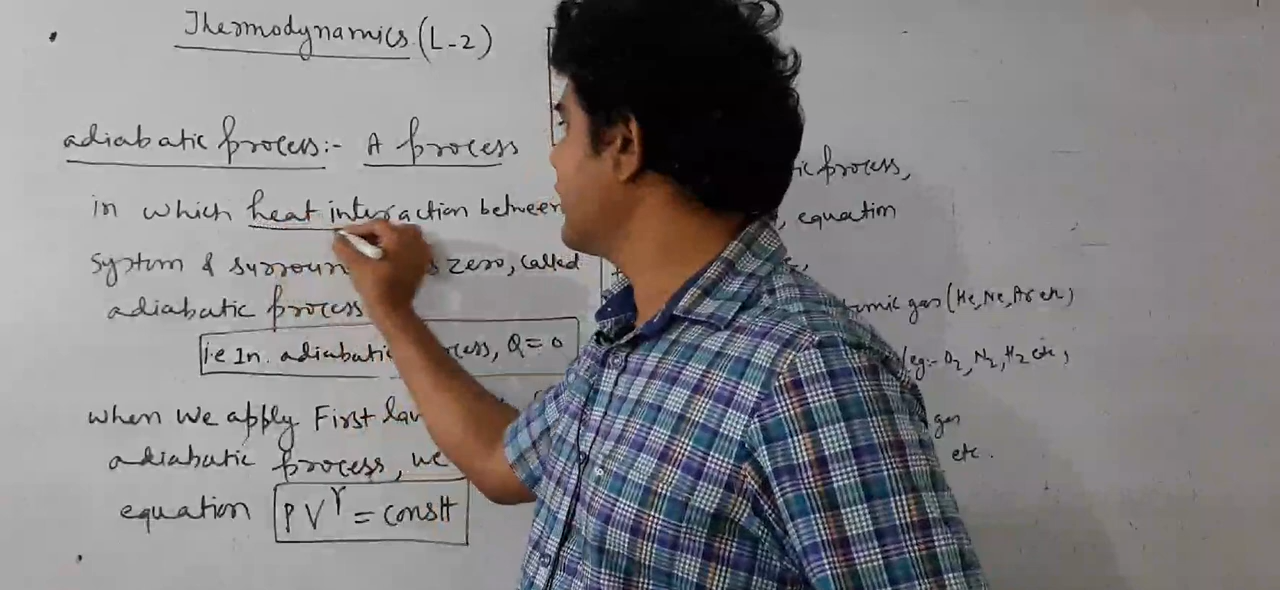 Thermodynamics (L-2)
adiabatic process:- A process
in which heat interaction between
system & surroun s zero, called
adiabatic process
i.e In. adiabatic cess, Q=0
when we apply First law
adiabatic process, we
equation PV^γ = constt
ic process,
, equation
omic gas (He, Ne, Ar etc)
(eg:- O2, N2, H2 etc,
gas
etc.